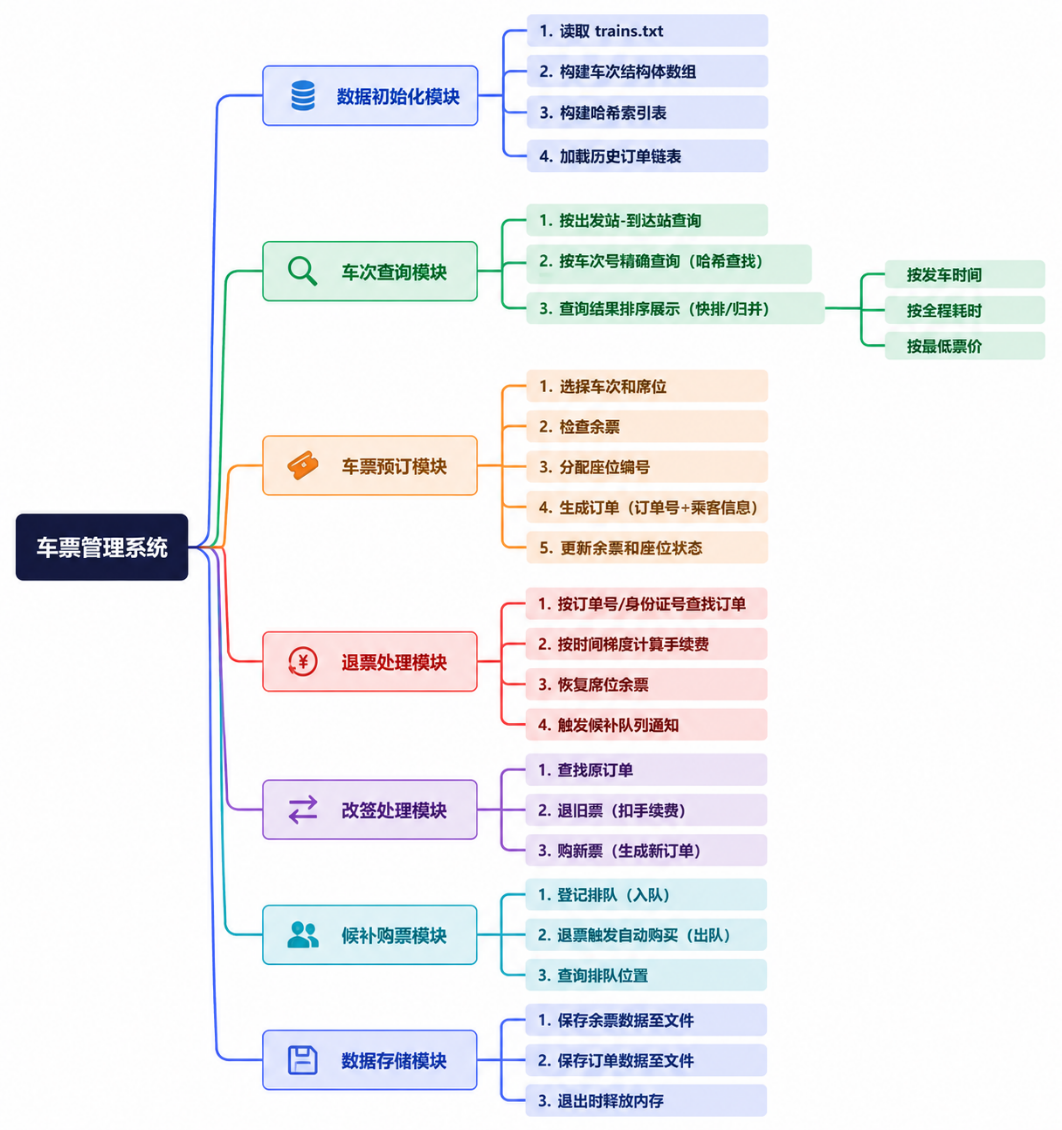 车票管理系统
数据初始化模块
1. 读取 trains.txt
2. 构建车次结构体数组
3. 构建哈希索引表
4. 加载历史订单链表
车次查询模块
1. 按出发站-到达站查询
2. 按车次号精确查询（哈希查找）
3. 查询结果排序展示（快排/归并）
按发车时间
按全程耗时
按最低票价
车票预订模块
1. 选择车次和席位
2. 检查余票
3. 分配座位编号
4. 生成订单（订单号+乘客信息）
5. 更新余票和座位状态
退票处理模块
1. 按订单号/身份证号查找订单
2. 按时间梯度计算手续费
3. 恢复席位余票
4. 触发候补队列通知
改签处理模块
1. 查找原订单
2. 退旧票（扣手续费）
3. 购新票（生成新订单）
候补购票模块
1. 登记排队（入队）
2. 退票触发自动购买（出队）
3. 查询排队位置
数据存储模块
1. 保存余票数据至文件
2. 保存订单数据至文件
3. 退出时释放内存